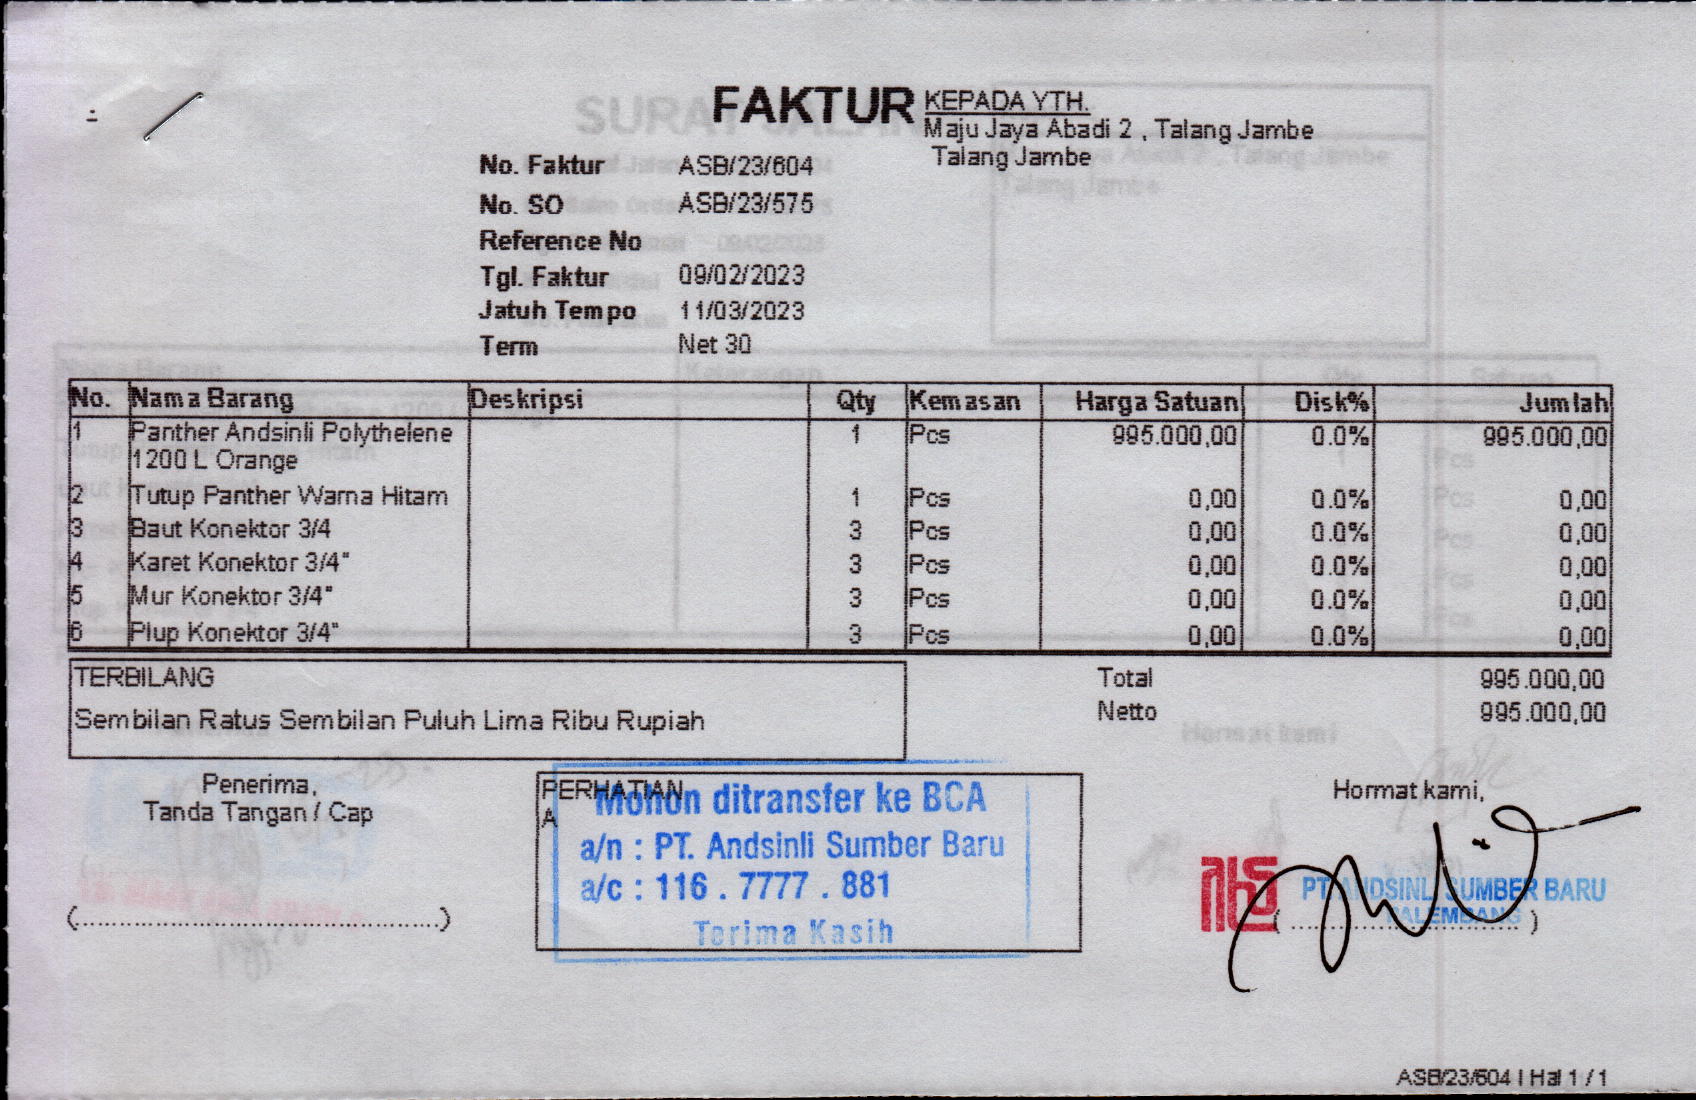 FAKTUR
KEPADA YTH.
Maju Jaya Abadi 2 , Talang Jambe
Talang Jambe
No. Faktur ASB/23/604
No. SO ASB/23/575
Reference No
Tgl. Faktur 09/02/2023
Jatuh Tempo 11/03/2023
Term Net 30
No. Nama Barang Deskripsi Qty Kemasan Harga Satuan Disk% Jumlah
1 Panther Andsinli Polythelene 1 Pcs 995.000,00 0.0% 995.000,00
1200 L Orange
2 Tutup Panther Warna Hitam 1 Pcs 0,00 0.0% 0,00
3 Baut Konektor 3/4 3 Pcs 0,00 0.0% 0,00
4 Karet Konektor 3/4" 3 Pcs 0,00 0.0% 0,00
5 Mur Konektor 3/4" 3 Pcs 0,00 0.0% 0,00
6 Plup Konektor 3/4" 3 Pcs 0,00 0.0% 0,00
TERBILANG
Sembilan Ratus Sembilan Puluh Lima Ribu Rupiah
Total 995.000,00
Netto 995.000,00
Penerima,
Tanda Tangan / Cap
(........................................)
PERHATIAN
A
Mohon ditransfer ke BCA
a/n : PT. Andsinli Sumber Baru
a/c : 116 . 7777 . 881
Terima Kasih
Hormat kami,
PT. ANDSINLI SUMBER BARU
PALEMBANG
(........................................)
ASB/23/604 | Hal 1 / 1